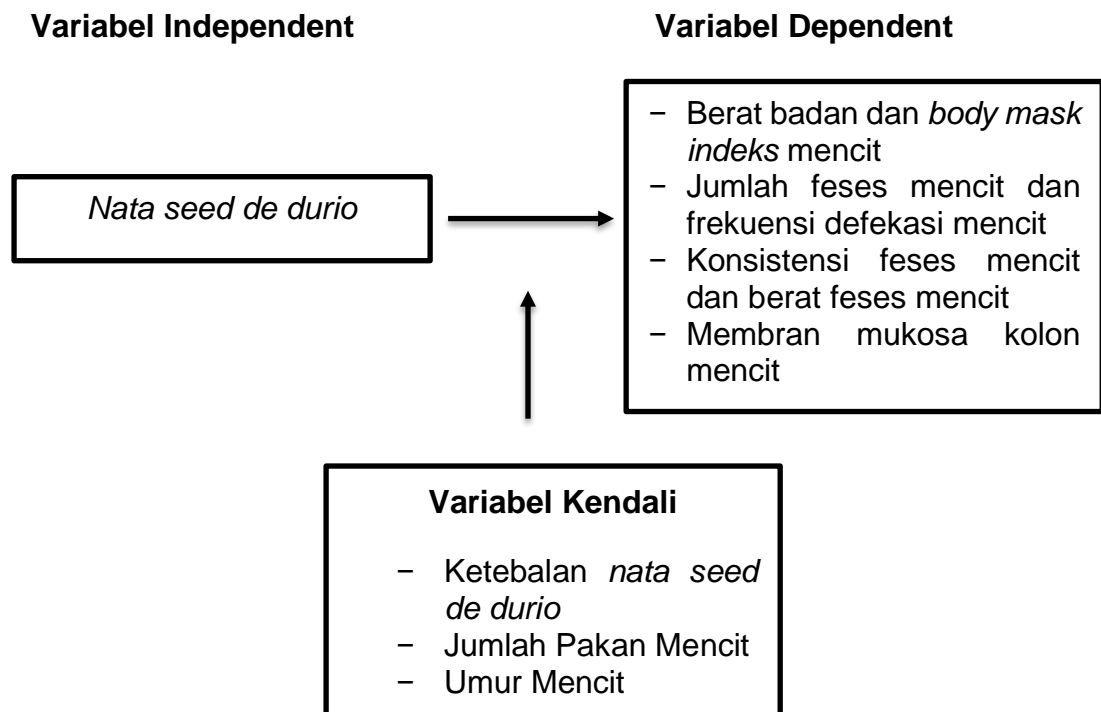 Variabel Independent
Variabel Dependent
Nata seed de durio
− Berat badan dan body mask
indeks mencit
− Jumlah feses mencit dan
frekuensi defekasi mencit
− Konsistensi feses mencit
dan berat feses mencit
− Membran mukosa kolon
mencit
Variabel Kendali
− Ketebalan nata seed
de durio
− Jumlah Pakan Mencit
− Umur Mencit